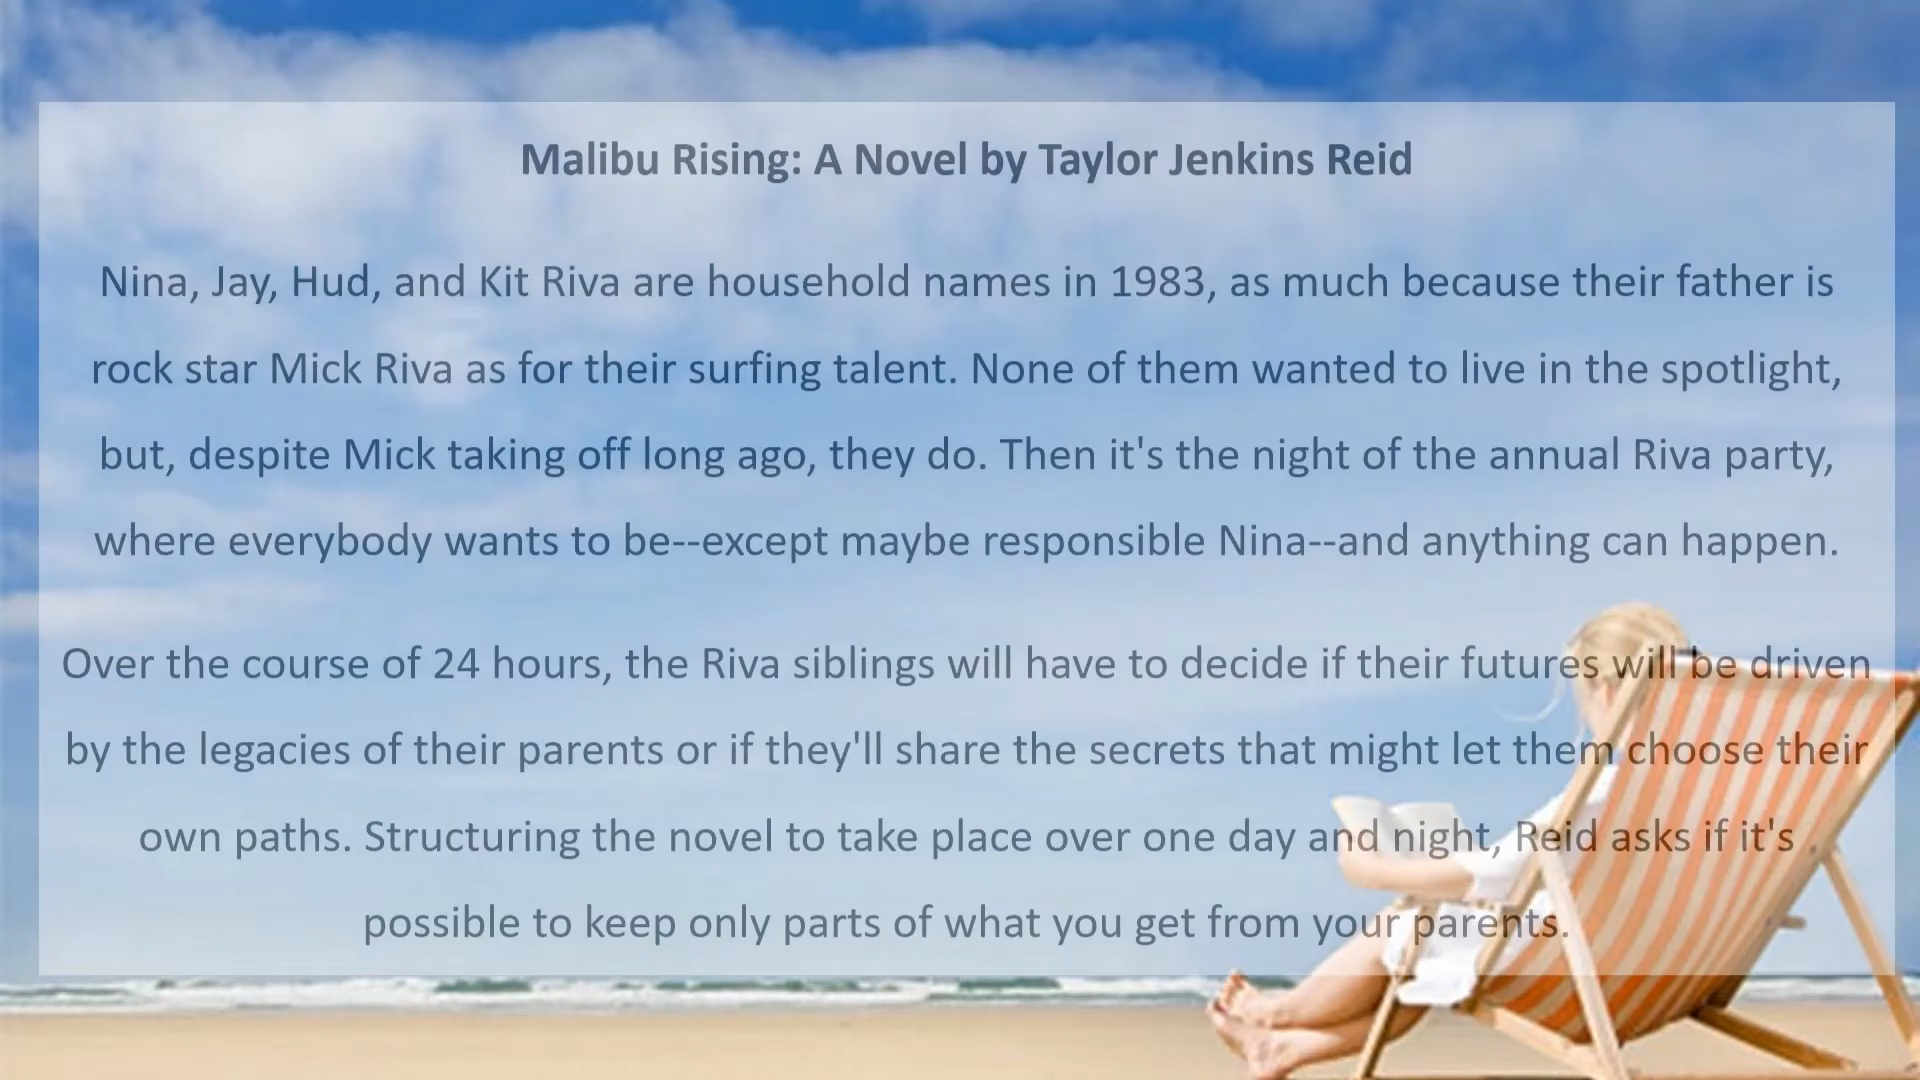 Malibu Rising: A Novel by Taylor Jenkins Reid
Nina, Jay, Hud, and Kit Riva are household names in 1983, as much because their father is
rock star Mick Riva as for their surfing talent. None of them wanted to live in the spotlight,
but, despite Mick taking off long ago, they do. Then it's the night of the annual Riva party,
where everybody wants to be--except maybe responsible Nina--and anything can happen.
Over the course of 24 hours, the Riva siblings will have to decide if their futures will be driven
by the legacies of their parents or if they'll share the secrets that might let them choose their
own paths. Structuring the novel to take place over one day and night, Reid asks if it's
possible to keep only parts of what you get from your parents.